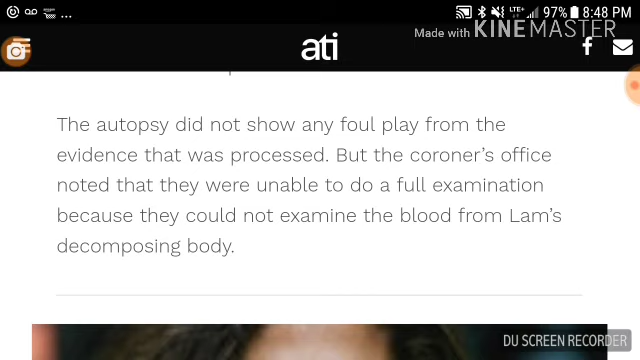 97% 8:48 PM
LTE+
Made with KINEMASTER
ati
The autopsy did not show any foul play from the
evidence that was processed. But the coroner's office
noted that they were unable to do a full examination
because they could not examine the blood from Lam's
decomposing body.
DU SCREEN RECORDER